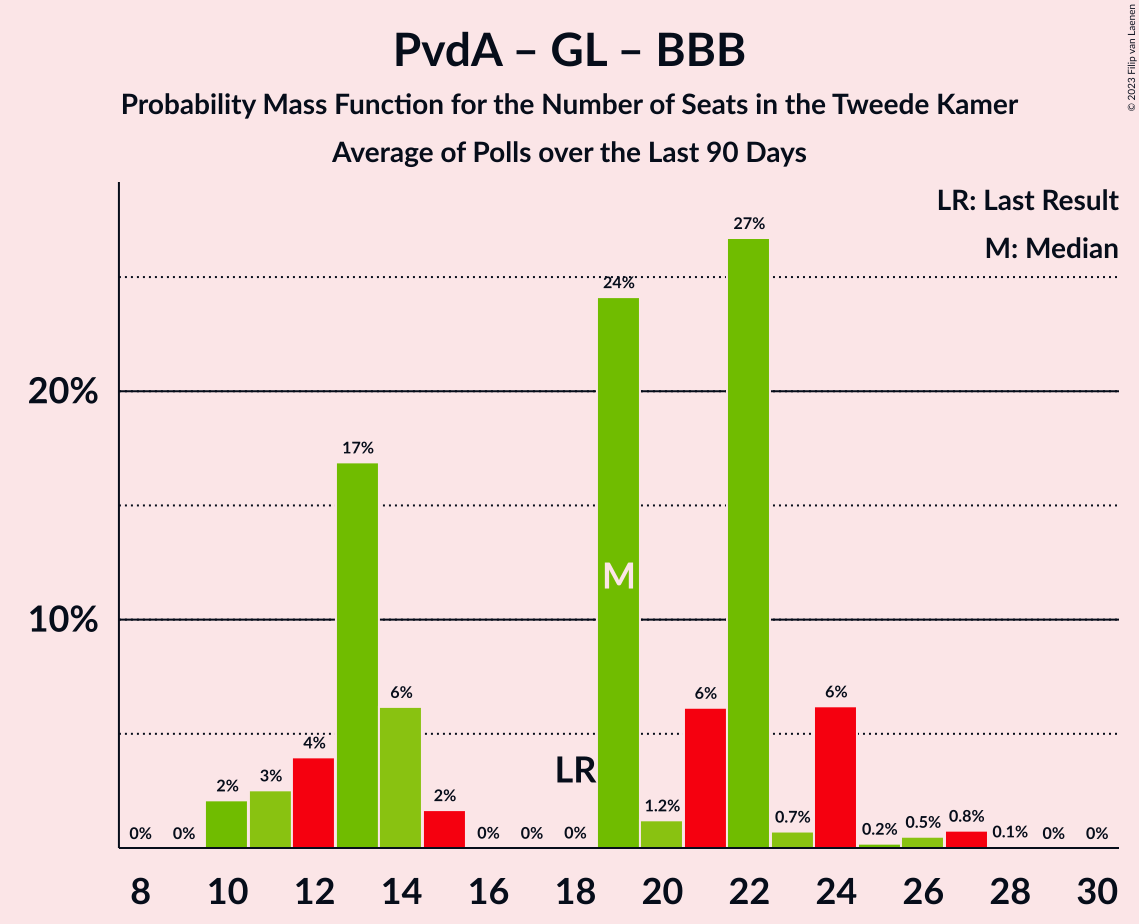 PvdA – GL – BBB
Probability Mass Function for the Number of Seats in the Tweede Kamer
Average of Polls over the Last 90 Days
© 2023 Filip van Laenen
LR: Last Result
M: Median
20%
10%
0%
0%
2%
3%
4%
17%
6%
2%
0%
0%
0%
24%
1.2%
6%
27%
0.7%
6%
0.2%
0.5%
0.8%
0.1%
0%
0%
LR
M
8 10 12 14 16 18 20 22 24 26 28 30